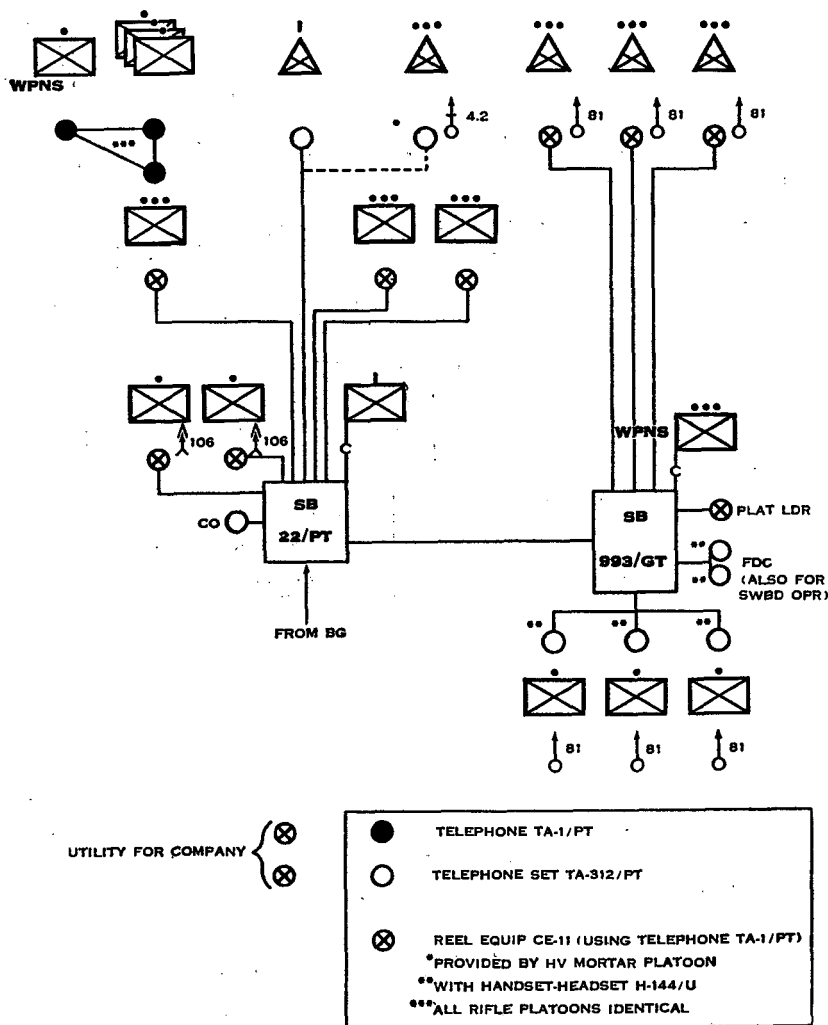 WPNS
***
*
4.2
81
81
81
106
106
WPNS
SB
22/PT
CO
SB
993/GT
PLAT LDR
**
**
FDC
(ALSO FOR
SWBD OPR)
FROM BG
**
**
**
81
81
81
UTILITY FOR COMPANY
TELEPHONE TA-1/PT
TELEPHONE SET TA-312/PT
REEL EQUIP CE-11 (USING TELEPHONE TA-1/PT)
*PROVIDED BY HV MORTAR PLATOON
**WITH HANDSET-HEADSET H-144/U
***ALL RIFLE PLATOONS IDENTICAL